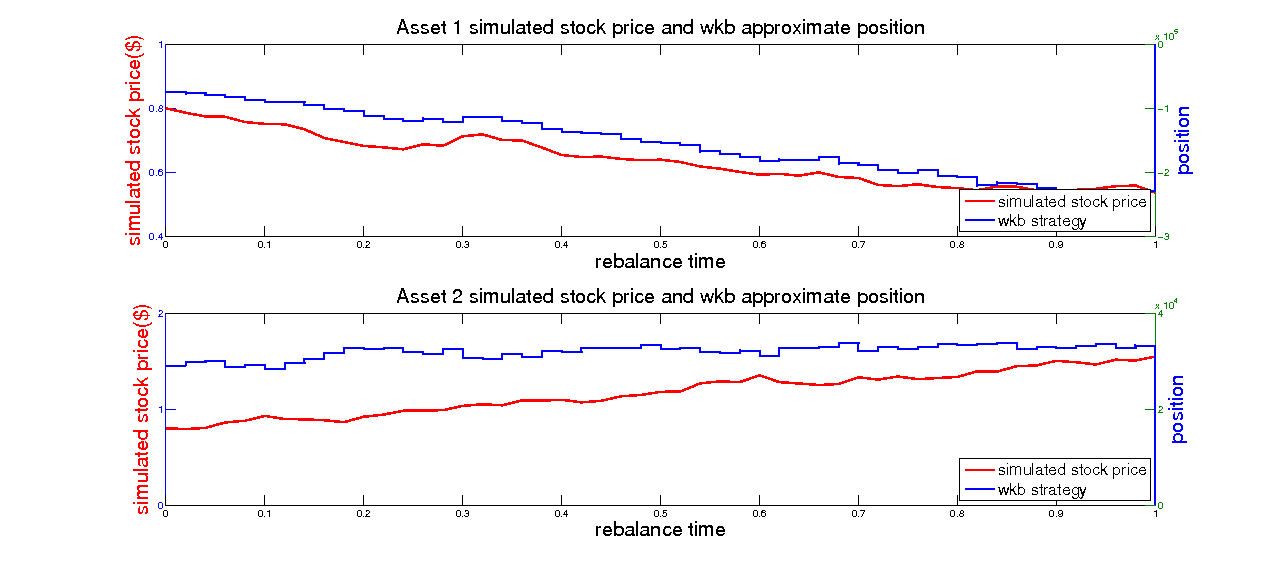 Asset 1 simulated stock price and wkb approximate position
simulated stock price($)
1
0.8
0.6
0.4
x 10^5
0
-1
-2
-3
position
simulated stock price
wkb strategy
0 0.1 0.2 0.3 0.4 0.5 0.6 0.7 0.8 0.9 1
rebalance time
Asset 2 simulated stock price and wkb approximate position
simulated stock price($)
2
1
0
x 10^4
4
2
0
position
simulated stock price
wkb strategy
0 0.1 0.2 0.3 0.4 0.5 0.6 0.7 0.8 0.9 1
rebalance time